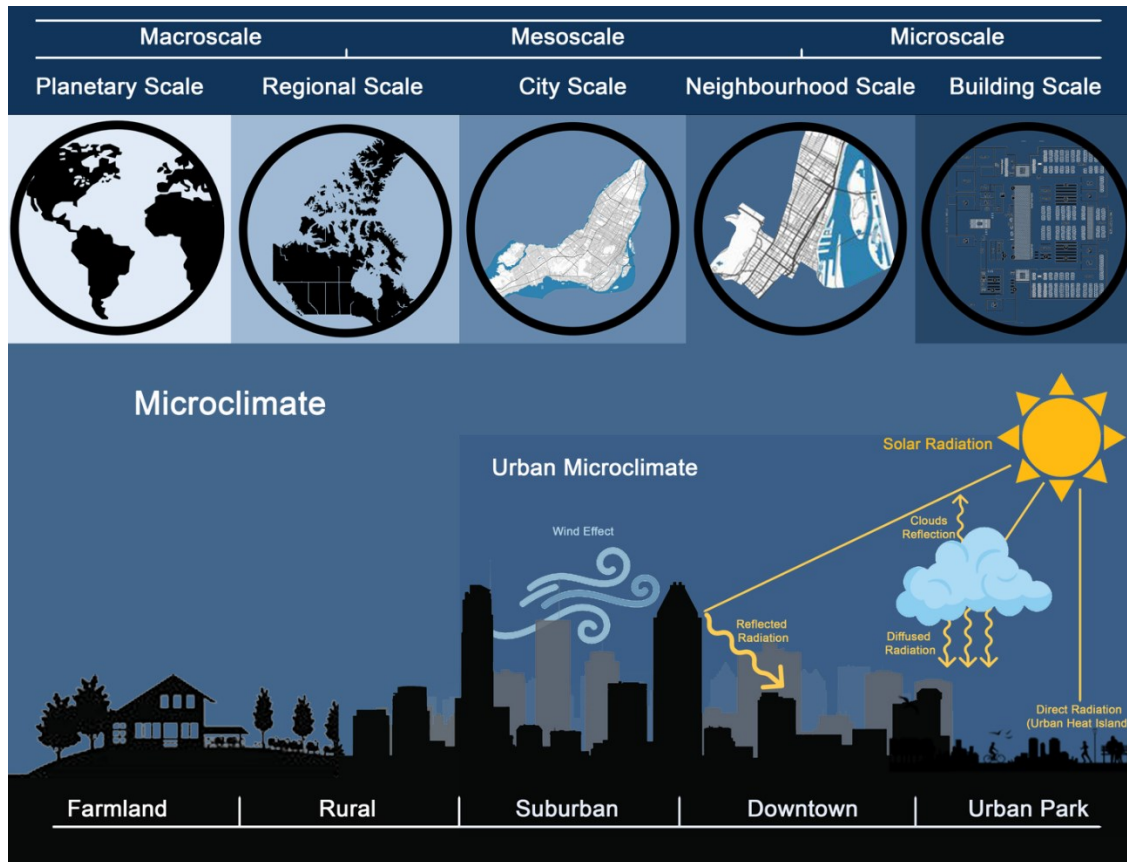 Macroscale Mesoscale Microscale
Planetary Scale Regional Scale City Scale Neighbourhood Scale Building Scale
Microclimate
Urban Microclimate
Solar Radiation
Wind Effect
Clouds
Reflection
Reflected
Radiation
Diffused
Radiation
Direct Radiation
(Urban Heat Island)
Farmland Rural Suburban Downtown Urban Park